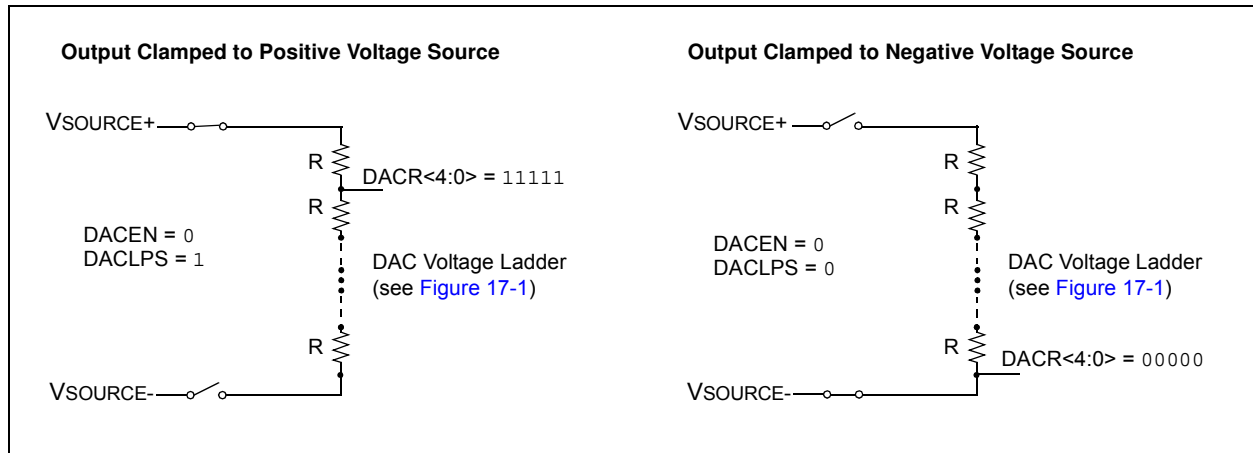 Output Clamped to Positive Voltage Source
VSOURCE+
R
DACR<4:0> = 11111
R
DACEN = 0
DACLPS = 1
DAC Voltage Ladder
(see Figure 17-1)
R
VSOURCE-
Output Clamped to Negative Voltage Source
VSOURCE+
R
R
DACEN = 0
DACLPS = 0
DAC Voltage Ladder
(see Figure 17-1)
R
DACR<4:0> = 00000
VSOURCE-